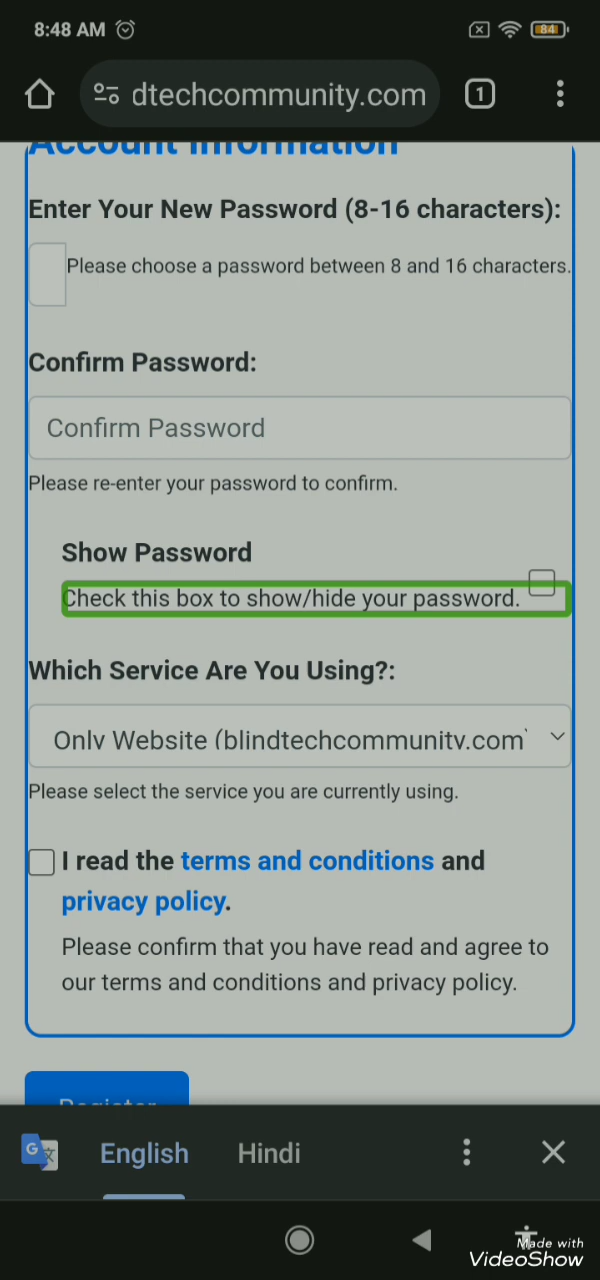 8:48 AM
84
dtechcommunity.com
1
Account Information
Enter Your New Password (8-16 characters):
Please choose a password between 8 and 16 characters.
Confirm Password:
Confirm Password
Please re-enter your password to confirm.
Show Password
Check this box to show/hide your password.
Which Service Are You Using?:
Only Website (blindtechcommunity.com)
Please select the service you are currently using.
I read the terms and conditions and
privacy policy.
Please confirm that you have read and agree to
our terms and conditions and privacy policy.
Register
English Hindi
Made with
VideoShow